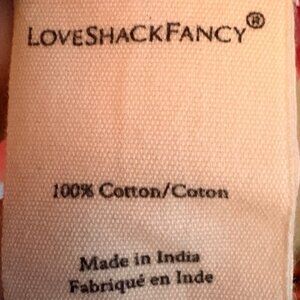 LOVESHACKFANCY®
100% Cotton/Coton
Made in India
Fabriqué en Inde